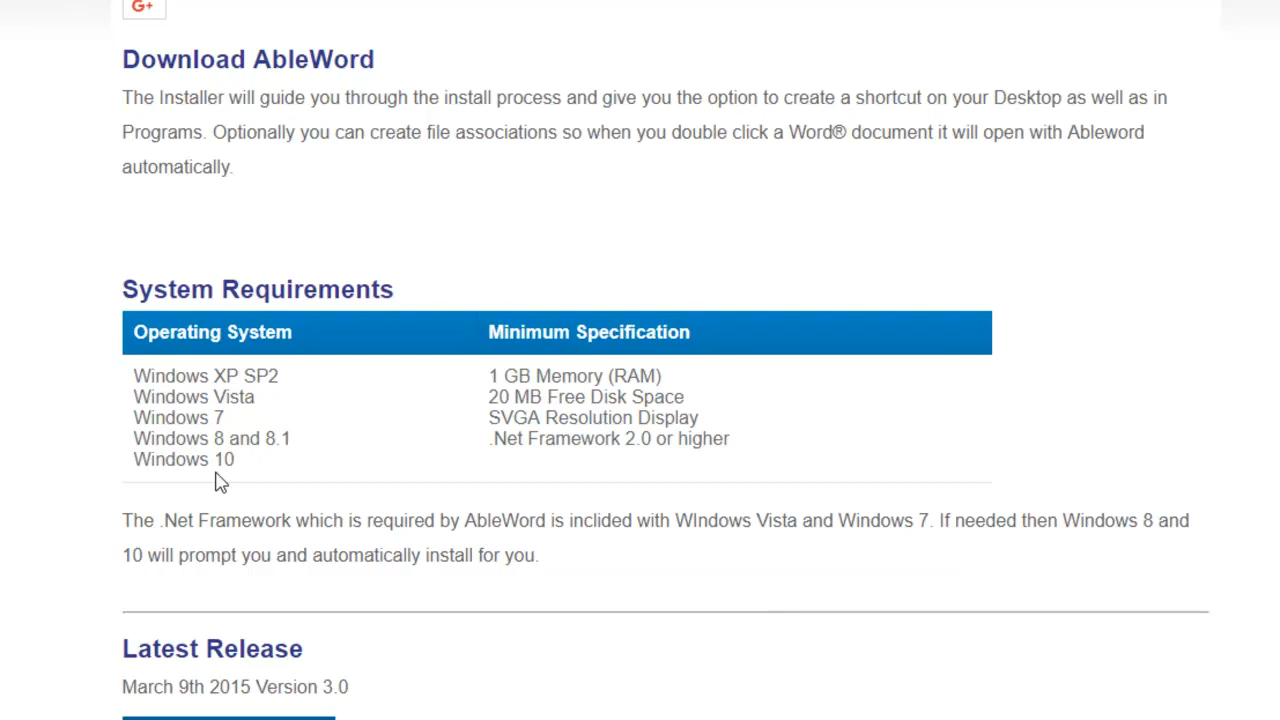 G+
Download AbleWord
The Installer will guide you through the install process and give you the option to create a shortcut on your Desktop as well as in
Programs. Optionally you can create file associations so when you double click a Word® document it will open with Ableword
automatically.
System Requirements
Operating System Minimum Specification
Windows XP SP2 1 GB Memory (RAM)
Windows Vista 20 MB Free Disk Space
Windows 7 SVGA Resolution Display
Windows 8 and 8.1 .Net Framework 2.0 or higher
Windows 10
The .Net Framework which is required by AbleWord is inclided with WIndows Vista and Windows 7. If needed then Windows 8 and
10 will prompt you and automatically install for you.
Latest Release
March 9th 2015 Version 3.0